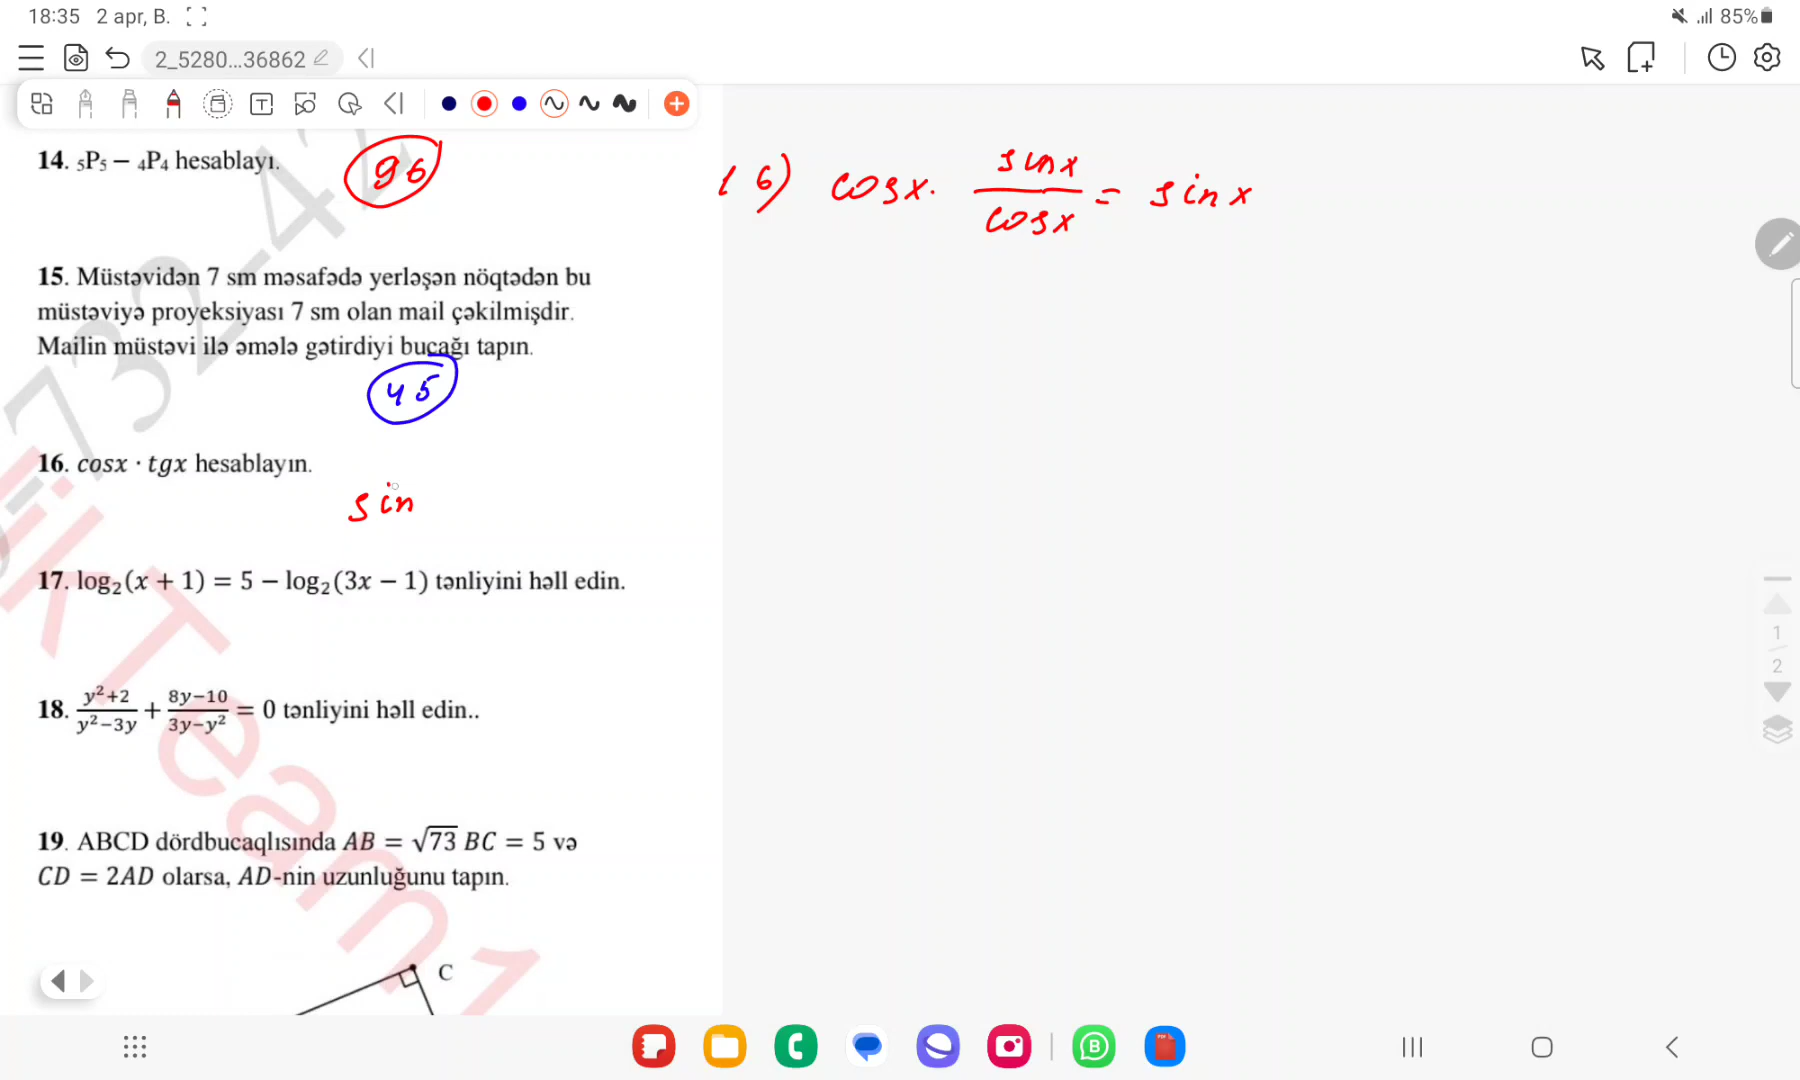 18:35 2 apr, B. 85%
2_5280...36862
14. ₅P₅ − ₄P₄ hesablayı.
96
15. Müstəvidən 7 sm məsafədə yerləşən nöqtədən bu
müstəviyə proyeksiyası 7 sm olan mail çəkilmişdir.
Mailin müstəvi ilə əmələ gətirdiyi bucağı tapın.
45
16. cosx · tgx hesablayın.
sin
17. log₂(x + 1) = 5 − log₂(3x − 1) tənliyini həll edin.
18. (y²+2)/(y²−3y) + (8y−10)/(3y−y²) = 0 tənliyini həll edin..
19. ABCD dördbucaqlısında AB = √73 BC = 5 və
CD = 2AD olarsa, AD-nin uzunluğunu tapın.
C
16) cosx · sinx/cosx = sinx
1
2
732-42
ikTeam1